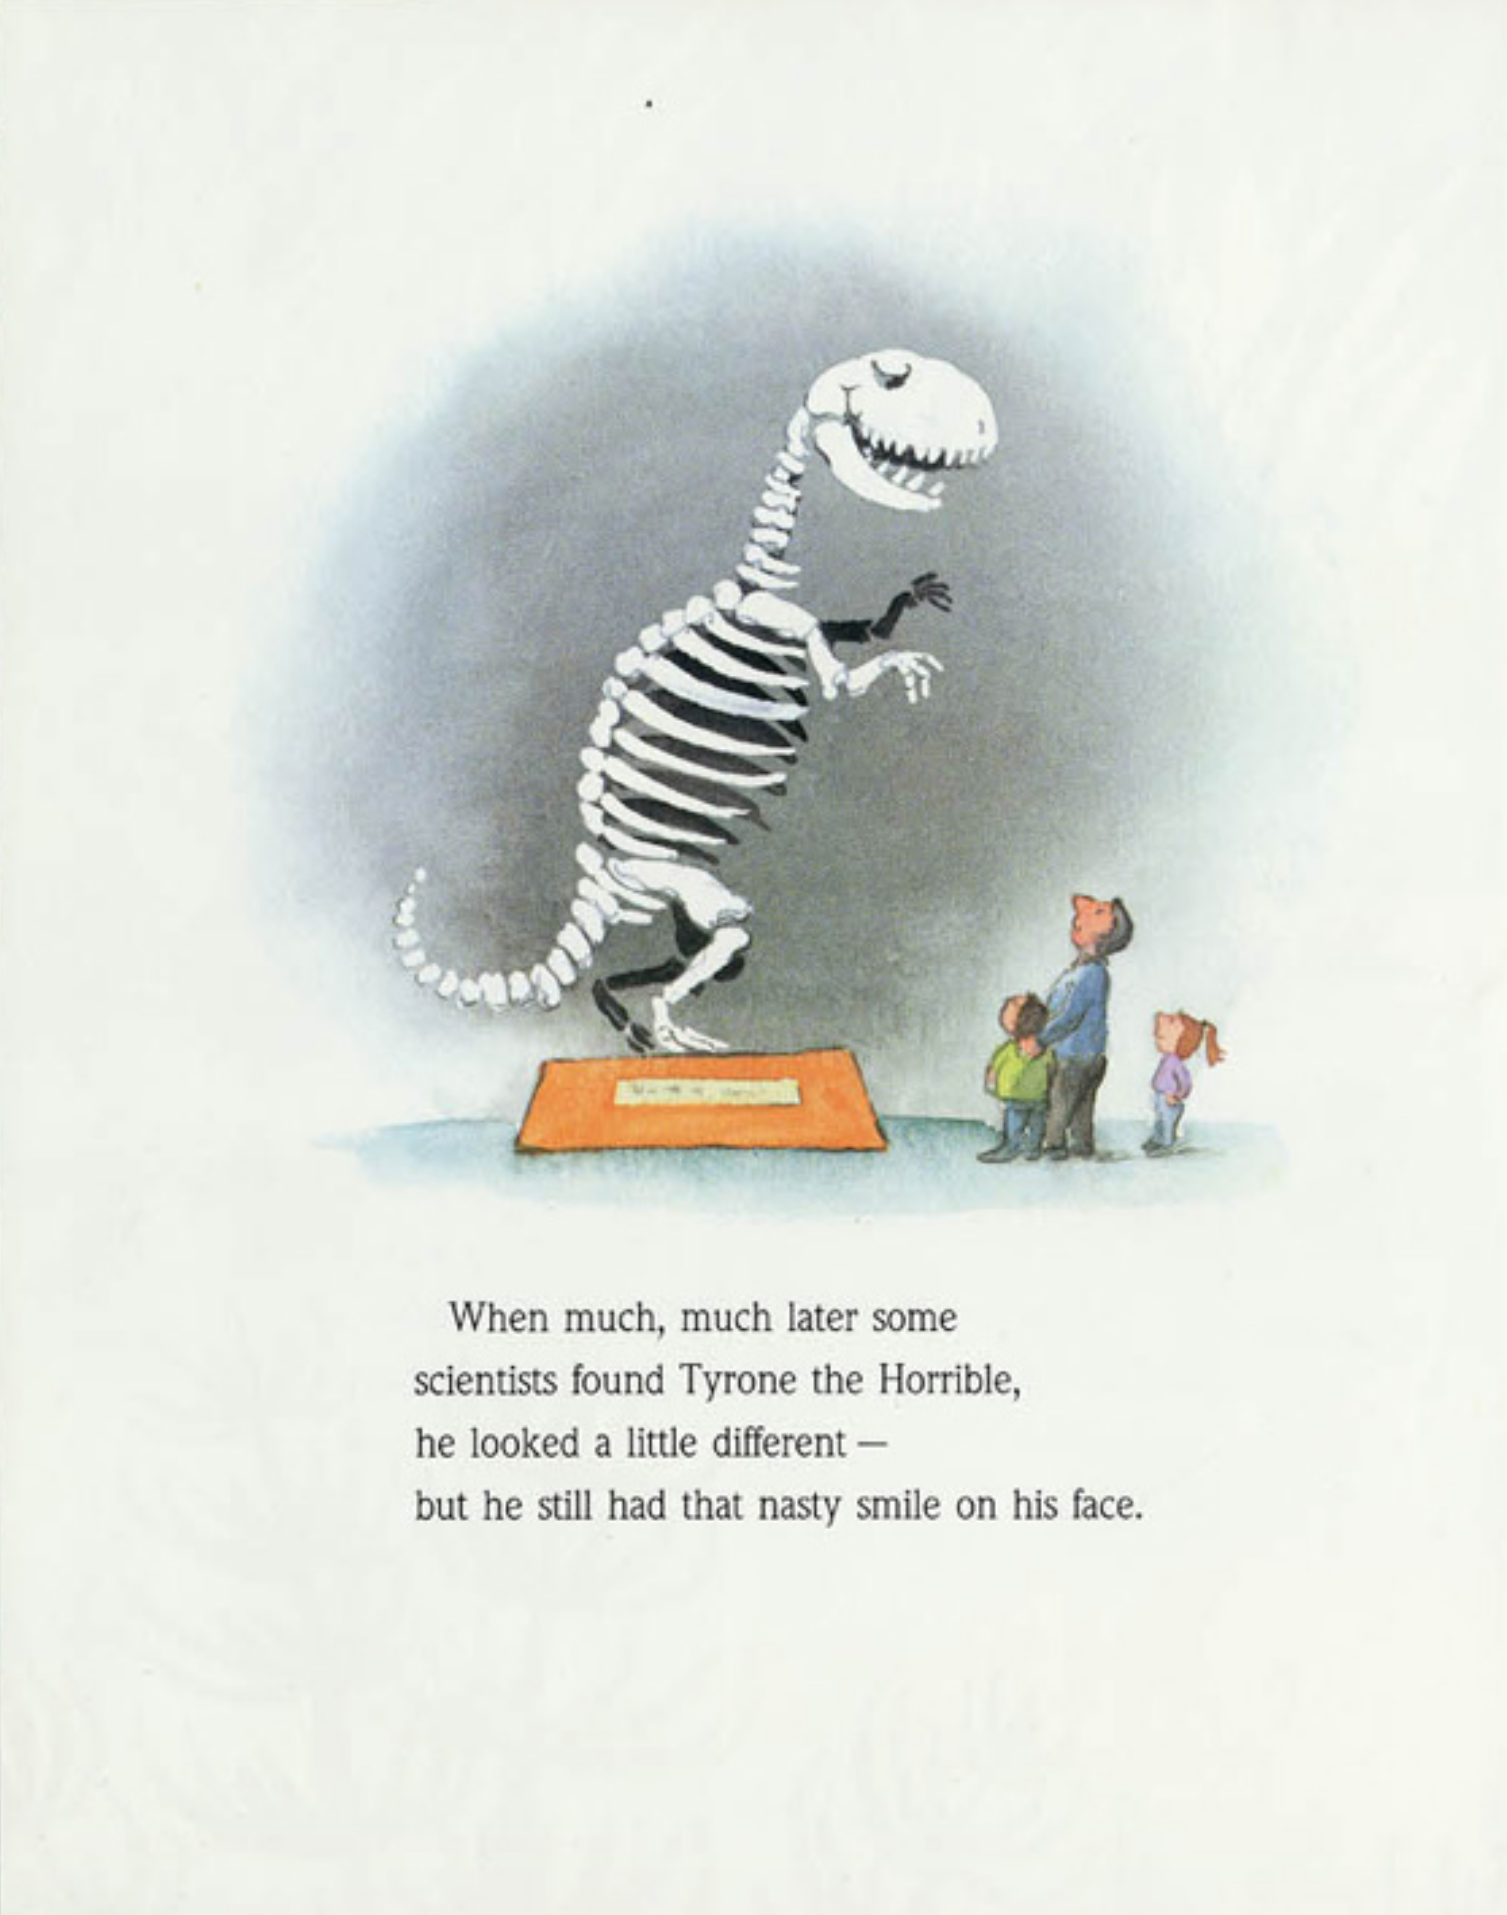 When much, much later some
scientists found Tyrone the Horrible,
he looked a little different —
but he still had that nasty smile on his face.